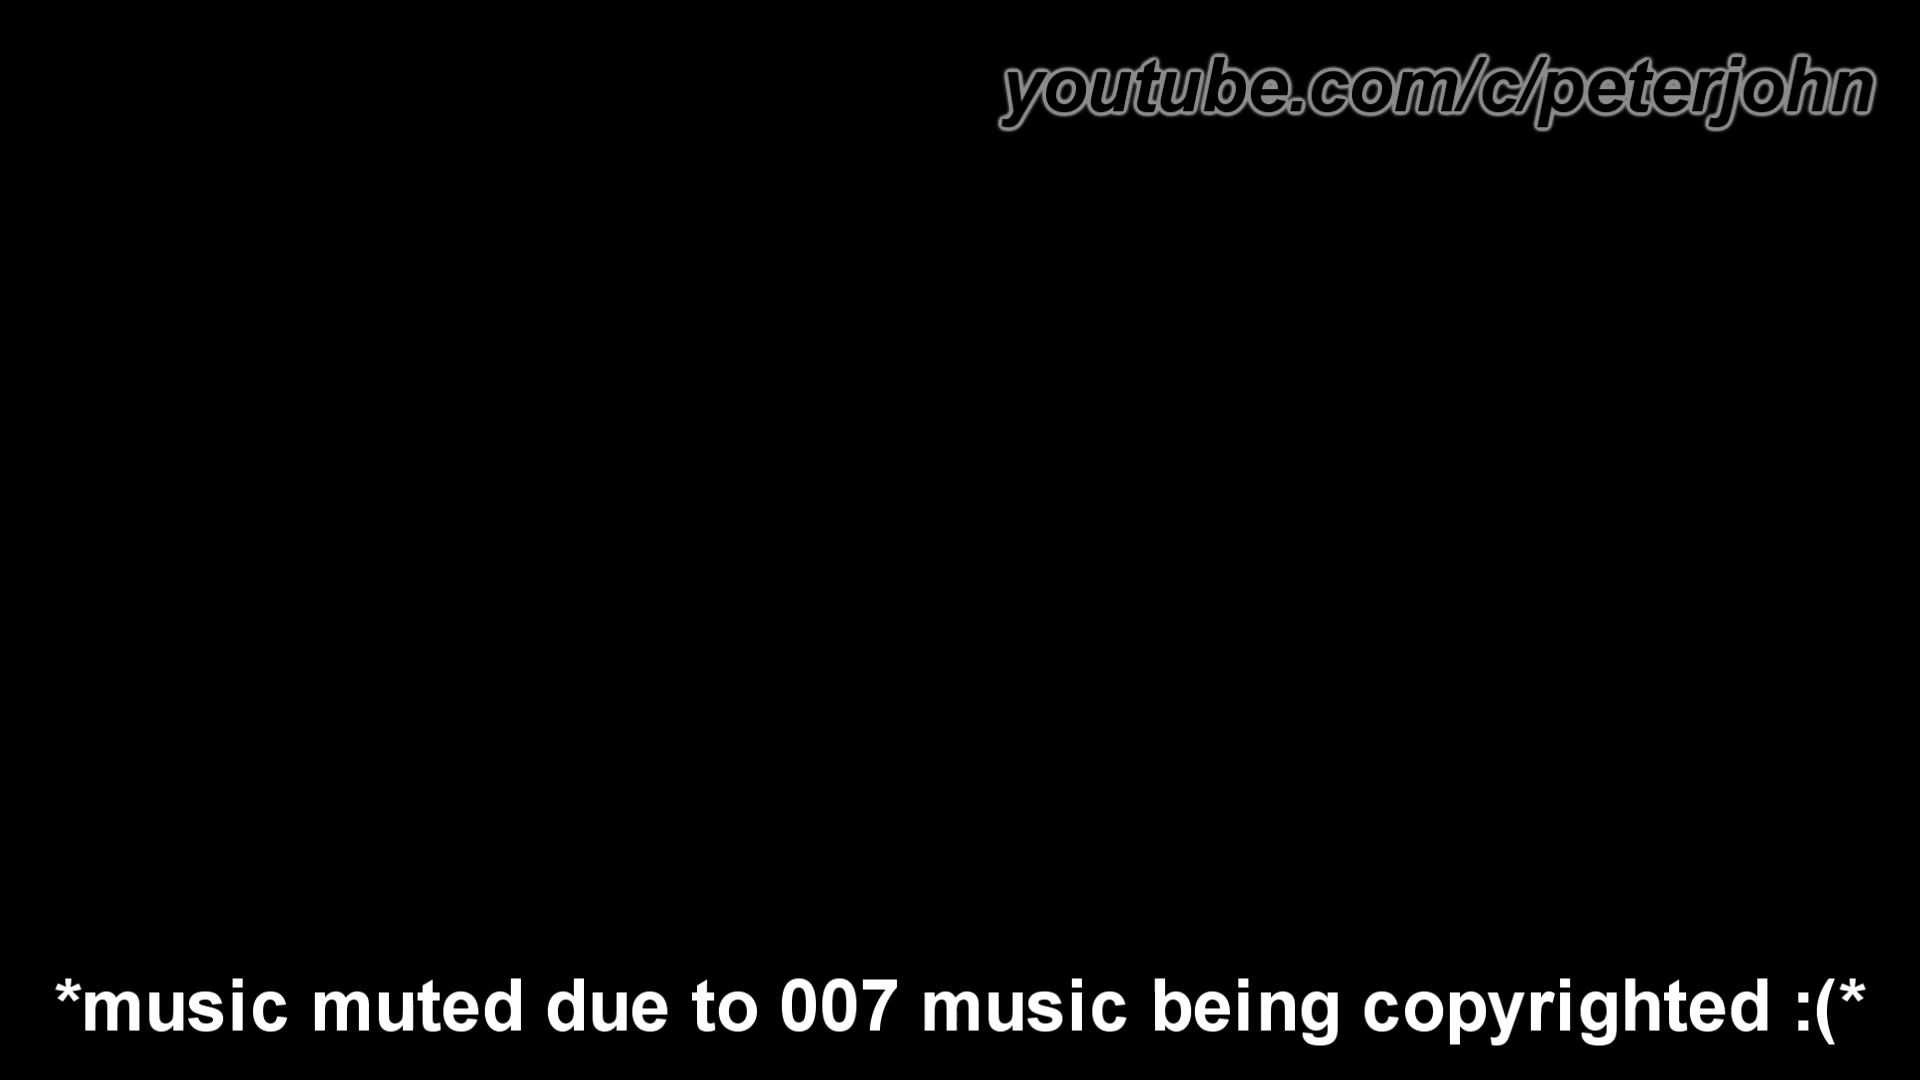 youtube.com/c/peterjohn
*music muted due to 007 music being copyrighted :(*